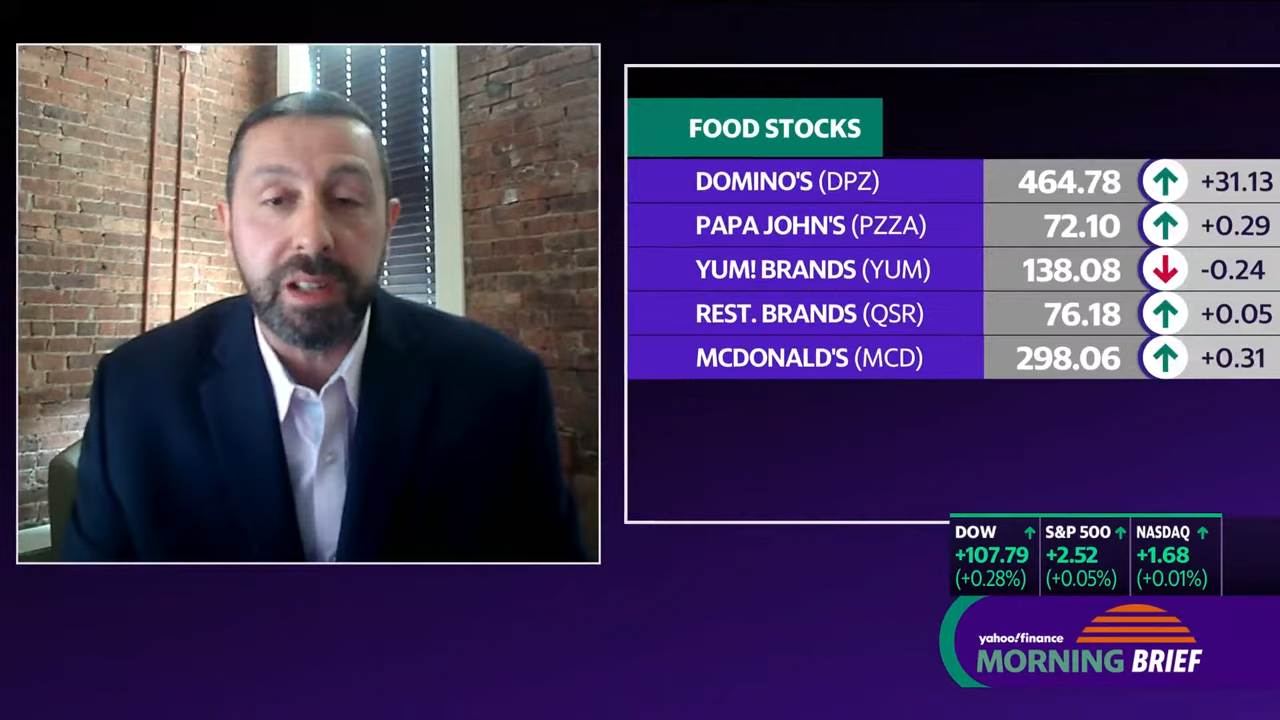 FOOD STOCKS
DOMINO'S (DPZ) 464.78 +31.13
PAPA JOHN'S (PZZA) 72.10 +0.29
YUM! BRANDS (YUM) 138.08 -0.24
REST. BRANDS (QSR) 76.18 +0.05
MCDONALD'S (MCD) 298.06 +0.31
DOW S&P 500 NASDAQ
+107.79 +2.52 +1.68
(+0.28%) (+0.05%) (+0.01%)
yahoo!finance
MORNING BRIEF